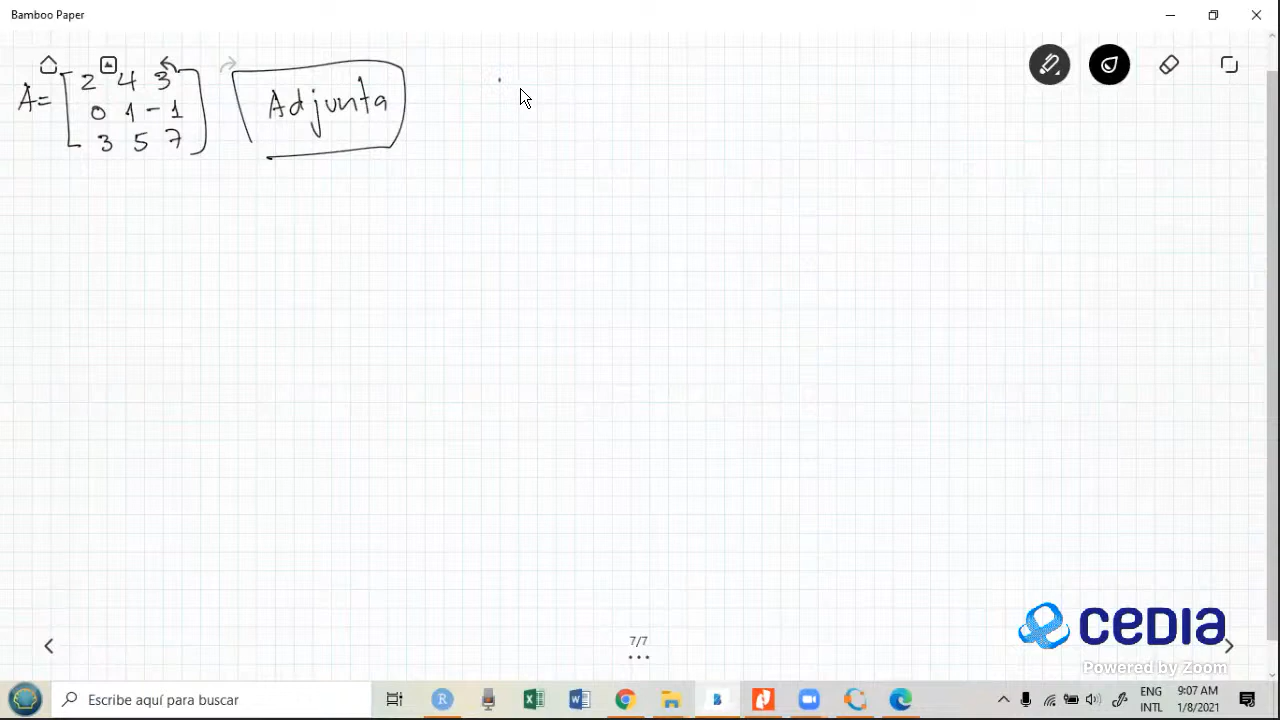 Bamboo Paper
A= [ 2 4 3
0 1 -1
3 5 7 ]
Adjunta
cedia
Powered by Zoom
7/7
Escribe aquí para buscar
ENG
INTL
9:07 AM
1/8/2021